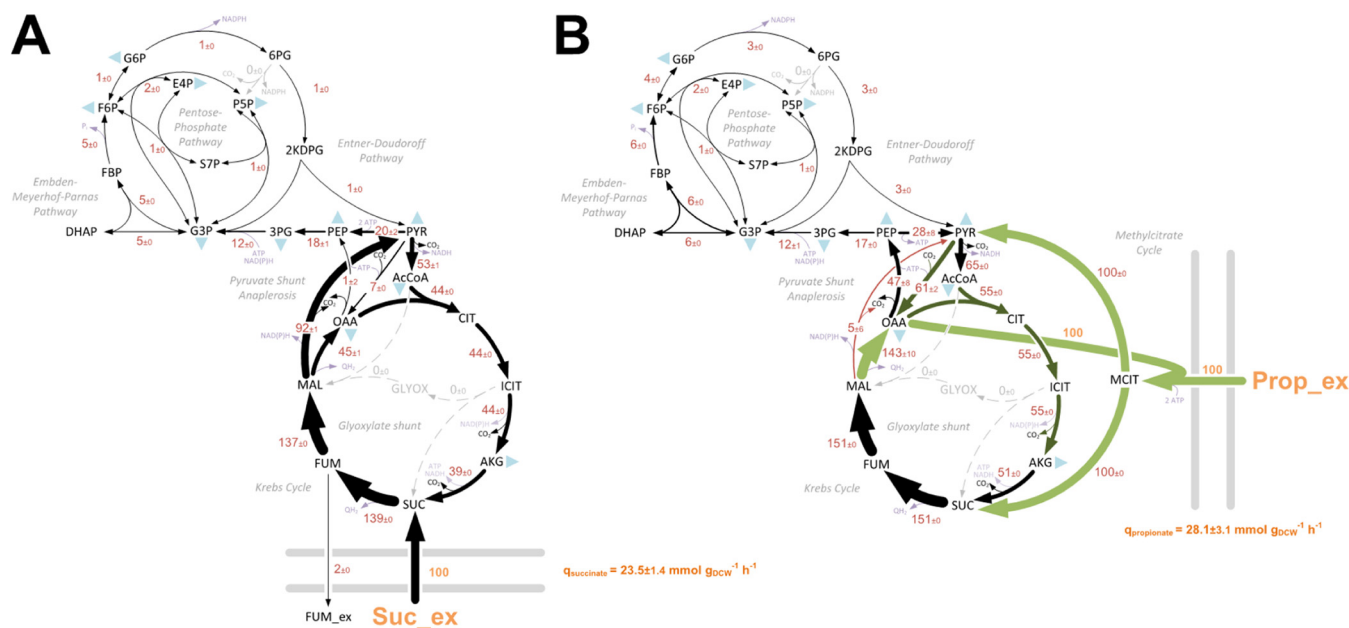 A
NADPH
G6P
1±0
6PG
CO₂
0±0
NADPH
1±0
2±0
E4P
1±0
F6P
P5P
Pᵢ
Pentose-
Phosphate
Pathway
5±0
1±0
S7P
1±0
2KDPG
Entner-Doudoroff
Pathway
FBP
Embden-
Meyerhof-Parnas
Pathway
5±0
1±0
DHAP
5±0
G3P
12±0
ATP
NAD(P)H
3PG
18±1
PEP
2 ATP
20±2
PYR
CO₂
NADH
53±1
Pyruvate Shunt
Anaplerosis
CO₂
ATP
1±2
7±0
AcCoA
44±0
CO₂
92±1
OAA
CIT
NAD(P)H
45±1
44±0
QH₂
0±0
MAL
GLYOX
0±0
ICIT
44±0
NAD(P)H
CO₂
Glyoxylate shunt
137±0
FUM
ATP
NADH
CO₂
39±0
AKG
Krebs Cycle
QH₂
139±0
SUC
2±0
100
q succinate = 23.5±1.4 mmol g DCW⁻¹ h⁻¹
FUM_ex
Suc_ex
B
NADPH
G6P
3±0
6PG
CO₂
0±0
NADPH
4±0
2±0
E4P
3±0
F6P
P5P
Pᵢ
Pentose-
Phosphate
Pathway
6±0
1±0
S7P
1±0
2KDPG
Entner-Doudoroff
Pathway
FBP
Embden-
Meyerhof-Parnas
Pathway
6±0
3±0
DHAP
6±0
G3P
12±1
ATP
NAD(P)H
3PG
17±0
PEP
28±8
ATP
PYR
CO₂
NADH
65±0
Methylcitrate
Cycle
Pyruvate Shunt
Anaplerosis
CO₂
ATP
47±8
61±2
AcCoA
55±0
100±0
CO₂
5±6
OAA
CIT
100
NAD(P)H
143±10
55±0
QH₂
0±0
MAL
GLYOX
0±0
ICIT
MCIT
100
2 ATP
Prop_ex
55±0
NAD(P)H
CO₂
Glyoxylate shunt
151±0
FUM
ATP
NADH
CO₂
51±0
AKG
100±0
Krebs Cycle
QH₂
151±0
SUC
q propionate = 28.1±3.1 mmol g DCW⁻¹ h⁻¹